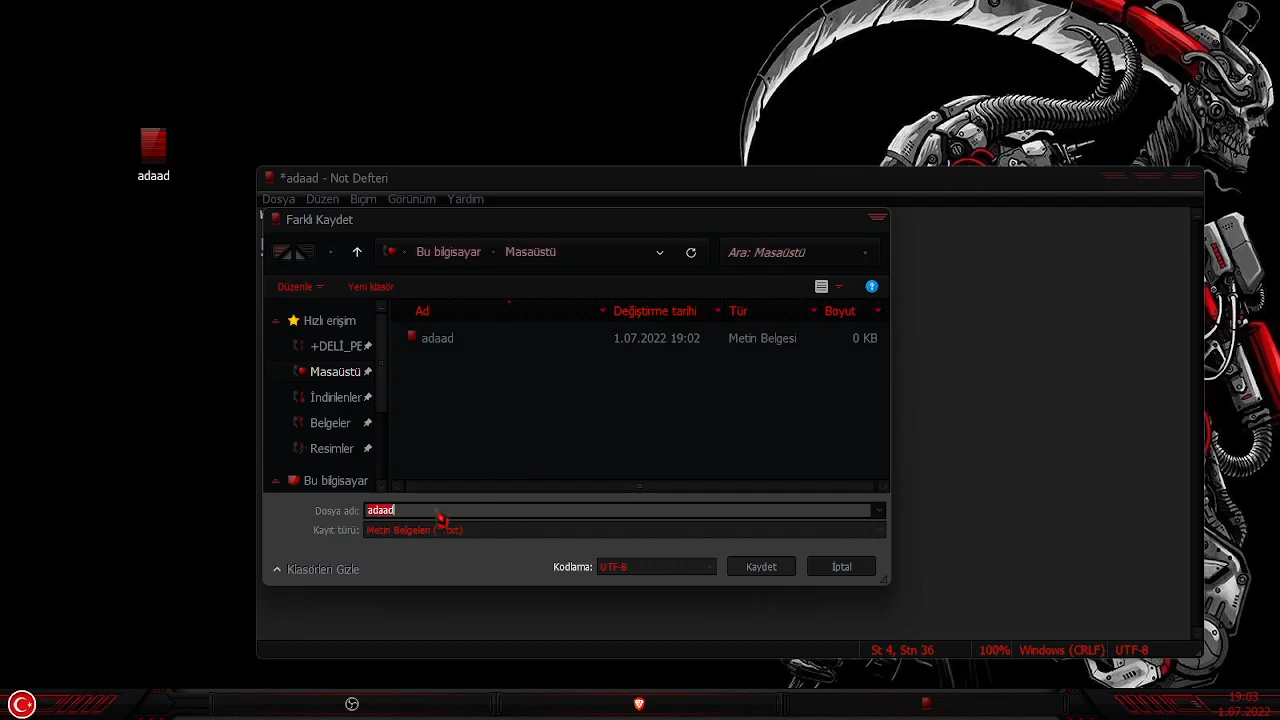 adaad
*adaad - Not Defteri
Dosya Düzen Biçim Görünüm Yardım
Farklı Kaydet
Bu bilgisayar Masaüstü
Ara: Masaüstü
Düzenle Yeni klasör
Ad Değiştirme tarihi Tür Boyut
adaad 1.07.2022 19:02 Metin Belgesi 0 KB
Hızlı erişim
+DELİ_PE
Masaüstü
İndirilenler
Belgeler
Resimler
Bu bilgisayar
Dosya adı: adaad
Kayıt türü: Metin Belgeleri (*.txt)
Klasörleri Gizle
Kodlama: UTF-8 Kaydet İptal
St 4, Stn 36 100% Windows (CRLF) UTF-8
19:03
1.07.2022